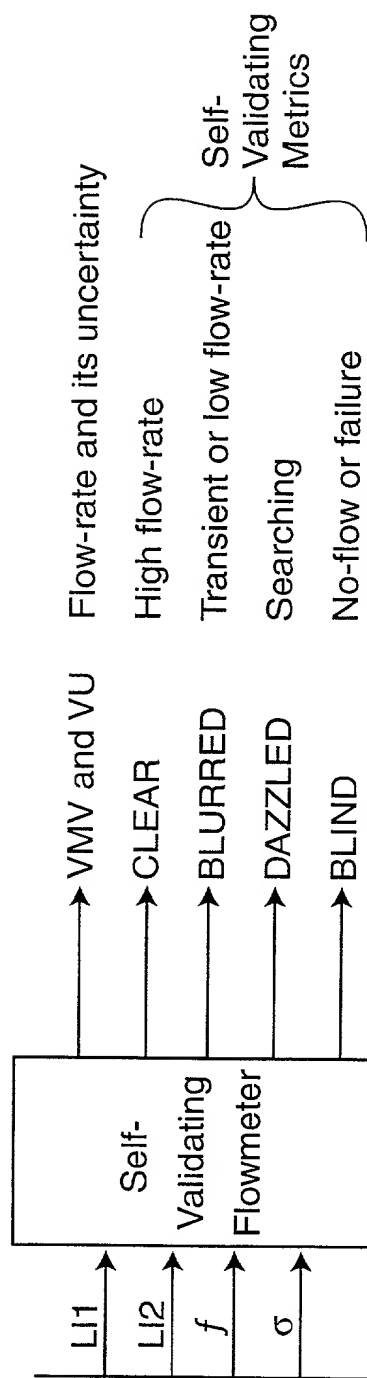 LI1
LI2
f
σ
Self-
Validating
Flowmeter
VMV and VU
CLEAR
BLURRED
DAZZLED
BLIND
Flow-rate and its uncertainty
High flow-rate
Transient or low flow-rate
Searching
No-flow or failure
Self-
Validating
Metrics